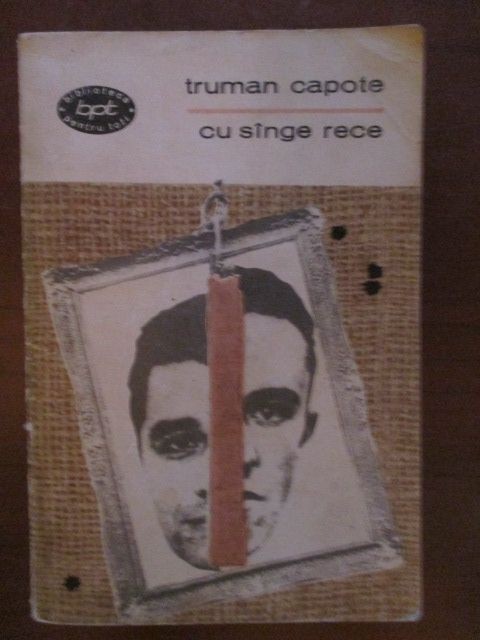 biblioteca
bpt
pentru toți
truman capote
cu sînge rece